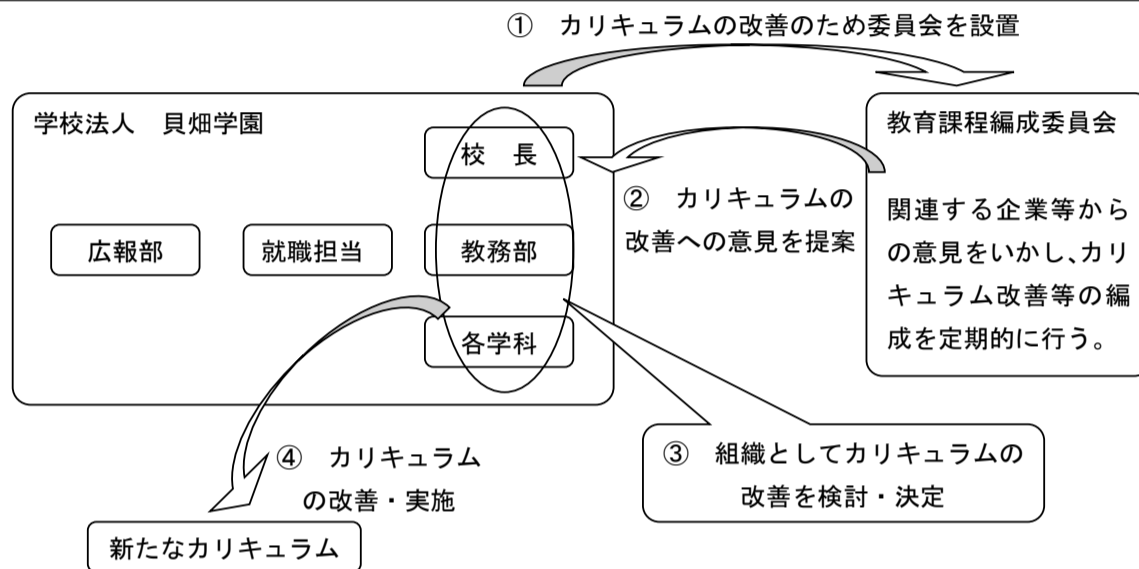 ① カリキュラムの改善のため委員会を設置
学校法人 貝畑学園
校 長
広報部
就職担当
教務部
各学科
② カリキュラムの
改善への意見を提案
教育課程編成委員会
関連する企業等から
の意見をいかし、カリ
キュラム改善等の編
成を定期的に行う。
③ 組織としてカリキュラムの
改善を検討・決定
④ カリキュラム
の改善・実施
新たなカリキュラム